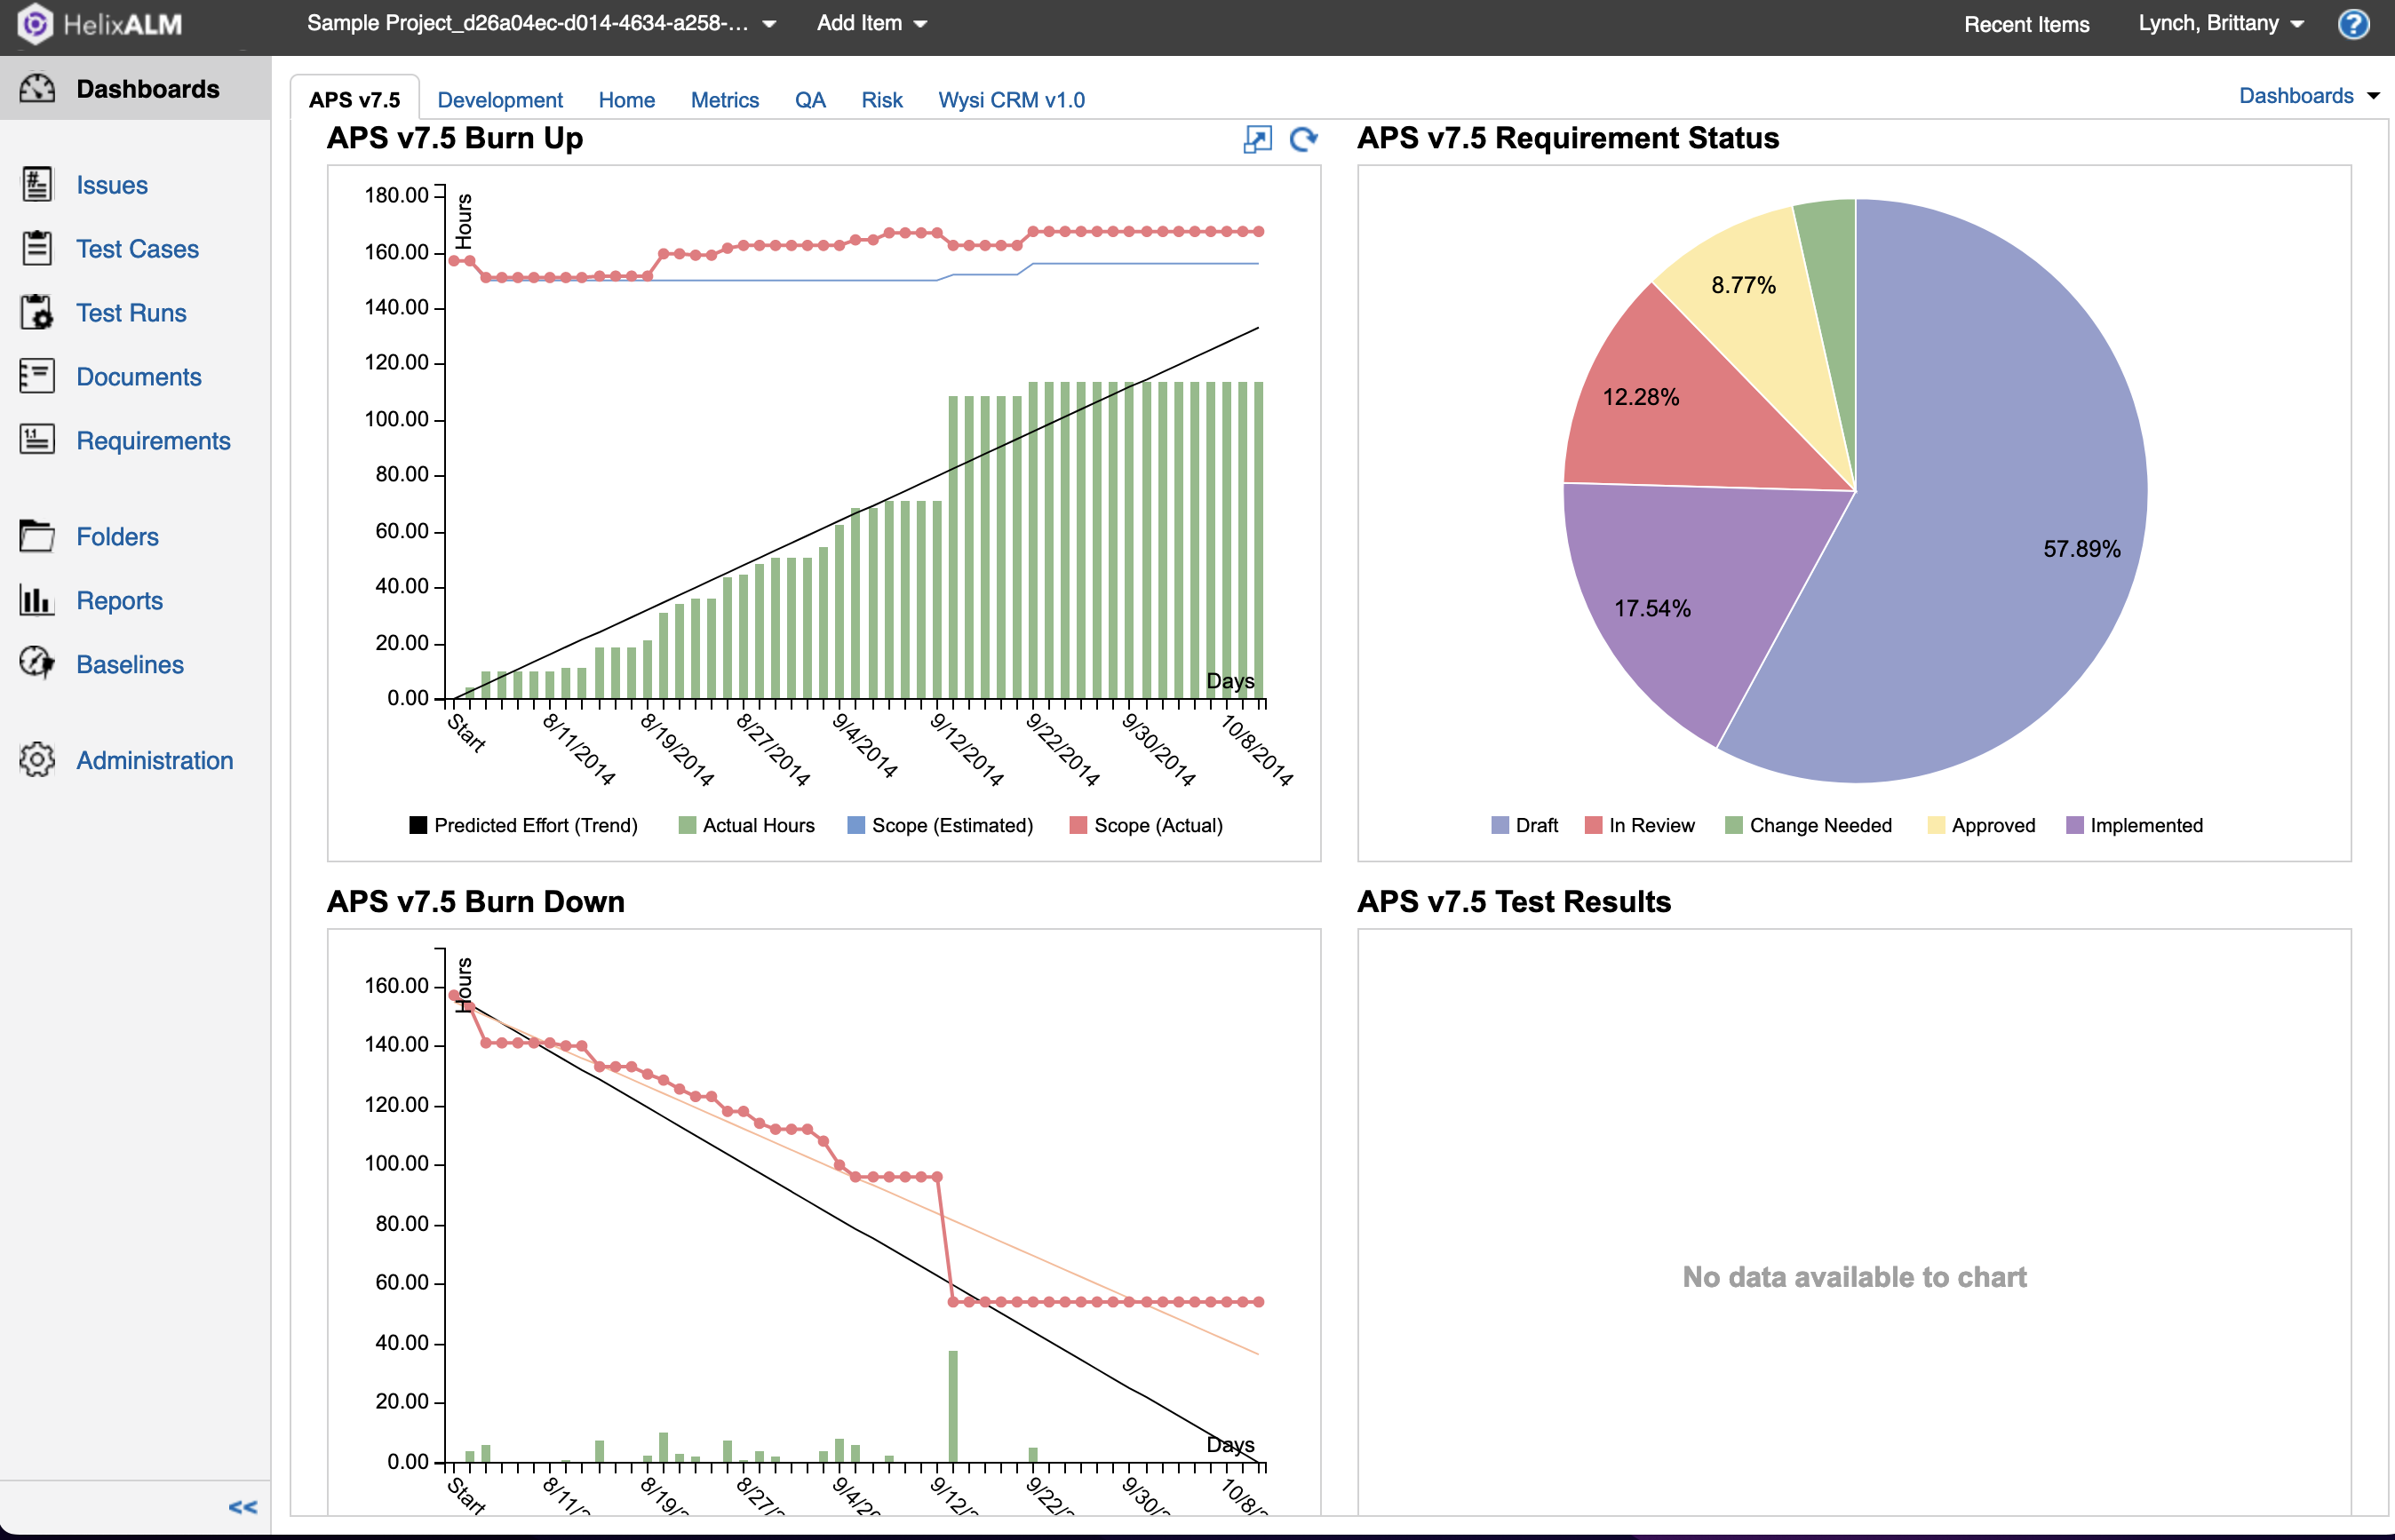 HelixALM
Sample Project_d26a04ec-d014-4634-a258-...
Add Item
Recent Items
Lynch, Brittany
?
Dashboards
Issues
Test Cases
Test Runs
Documents
Requirements
Folders
Reports
Baselines
Administration
<<
APS v7.5 Development Home Metrics QA Risk Wysi CRM v1.0
Dashboards
APS v7.5 Burn Up
Hours
180.00
160.00
140.00
120.00
100.00
80.00
60.00
40.00
20.00
0.00
Days
Start 8/11/2014 8/19/2014 8/27/2014 9/4/2014 9/12/2014 9/22/2014 9/30/2014 10/8/2014
Predicted Effort (Trend) Actual Hours Scope (Estimated) Scope (Actual)
APS v7.5 Requirement Status
8.77%
12.28%
57.89%
17.54%
Draft In Review Change Needed Approved Implemented
APS v7.5 Burn Down
Hours
160.00
140.00
120.00
100.00
80.00
60.00
40.00
20.00
0.00
Days
Start 8/11/ 8/19/ 8/27/ 9/4/2 9/12/ 9/22/ 9/30/ 10/8/
APS v7.5 Test Results
No data available to chart